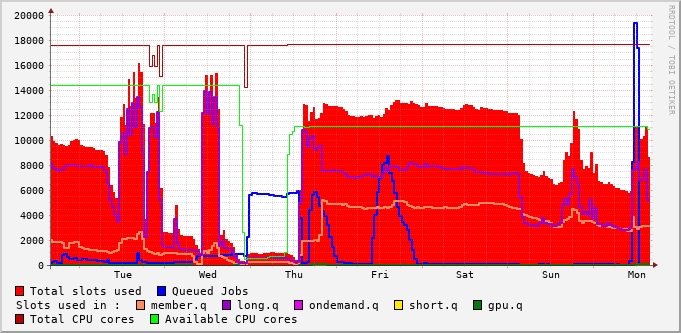 20000
18000
16000
14000
12000
10000
8000
6000
4000
2000
0
Tue Wed Thu Fri Sat Sun Mon
RRDTOOL / TOBI OETIKER
Total slots used Queued Jobs
Slots used in : member.q long.q ondemand.q short.q gpu.q
Total CPU cores Available CPU cores